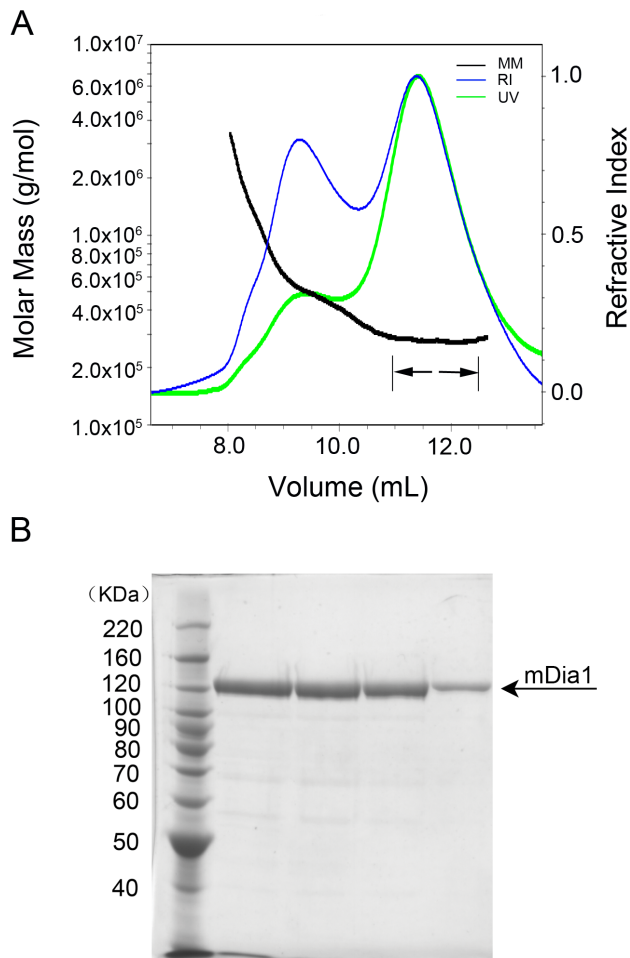 A
Molar Mass (g/mol)
1.0x10⁷
6.0x10⁶
4.0x10⁶
2.0x10⁶
1.0x10⁶
8.0x10⁵
6.0x10⁵
4.0x10⁵
2.0x10⁵
1.0x10⁵
MM
RI
UV
1.0
0.5
0.0
Refractive Index
8.0 10.0 12.0
Volume (mL)
B
（KDa）
220
160
120
100
90
80
70
60
50
40
mDia1